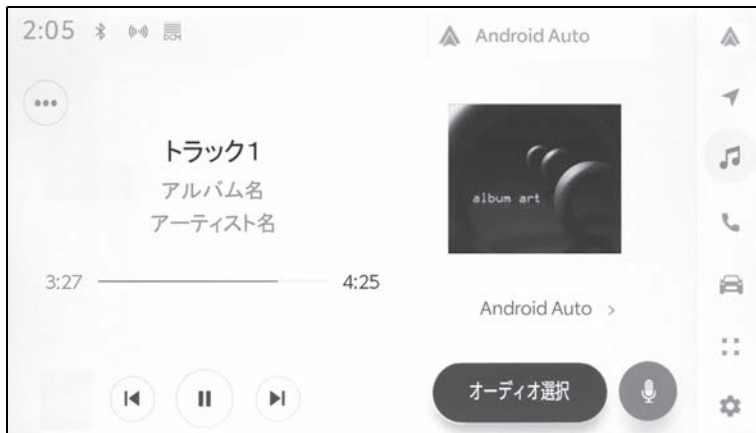 2:05
DCM
Android Auto
トラック1
アルバム名
アーティスト名
3:27
4:25
album art
Android Auto
オーディオ選択